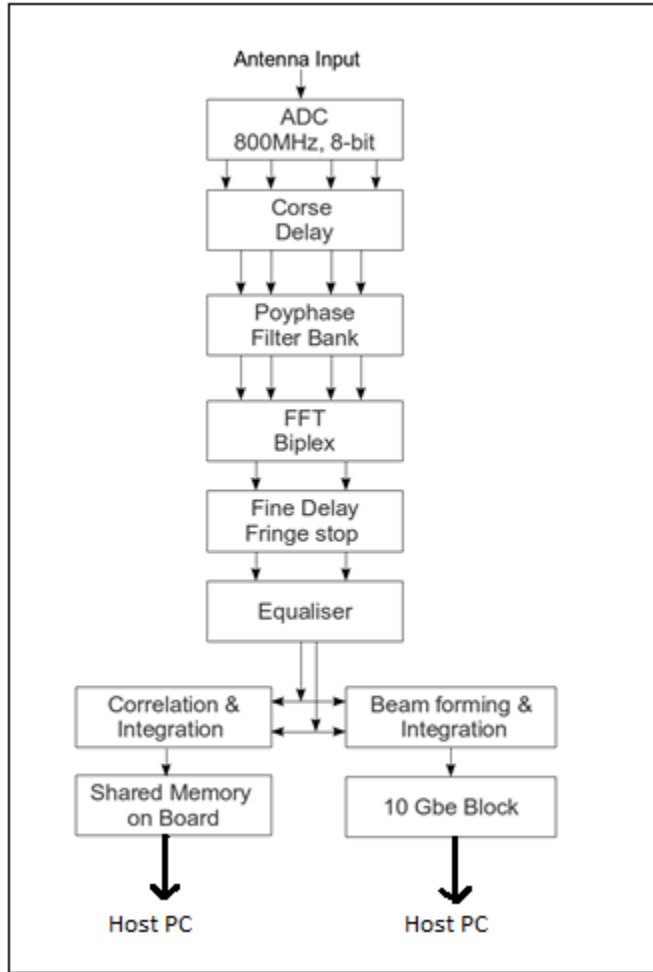 Antenna Input
ADC
800MHz, 8-bit
Corse
Delay
Poyphase
Filter Bank
FFT
Biplex
Fine Delay
Fringe stop
Equaliser
Correlation &
Integration
Beam forming &
Integration
Shared Memory
on Board
10 Gbe Block
Host PC
Host PC